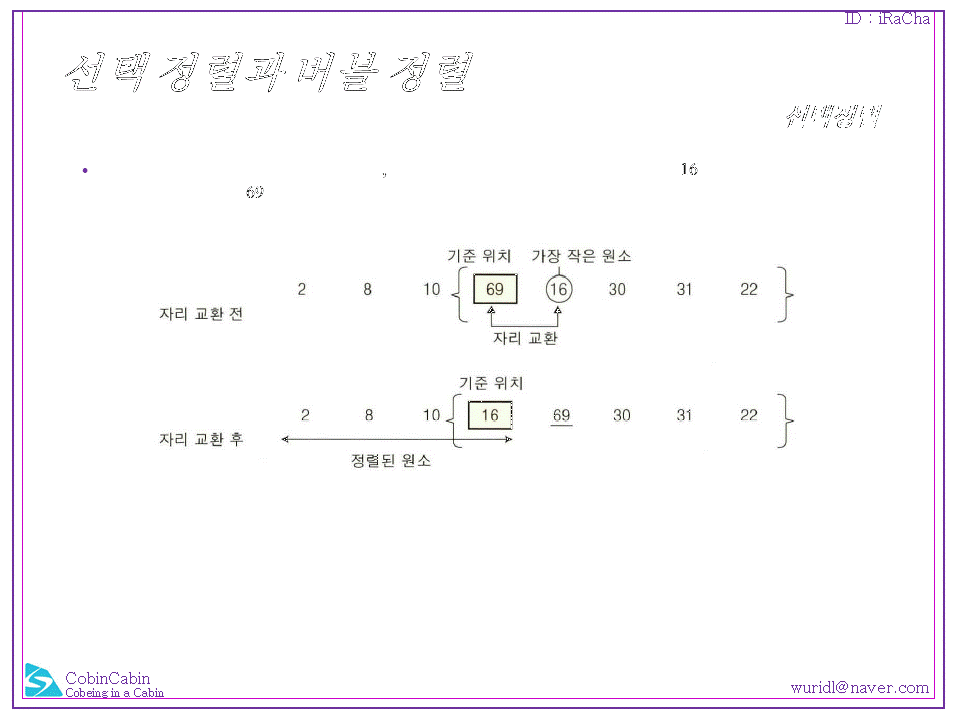 ID : iRaCha
선택 정렬과 버블 정렬
선택정렬
, 16
69
기준 위치 가장 작은 원소
2 8 10 69 16 30 31 22
자리 교환 전
자리 교환
기준 위치
2 8 10 16 69 30 31 22
자리 교환 후
정렬된 원소
CobinCabin
Cobeing in a Cabin
wuridl@naver.com